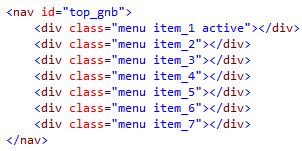 <nav id="top_gnb">
    <div class="menu item_1 active"></div>
    <div class="menu item_2"></div>
    <div class="menu item_3"></div>
    <div class="menu item_4"></div>
    <div class="menu item_5"></div>
    <div class="menu item_6"></div>
    <div class="menu item_7"></div>
</nav>